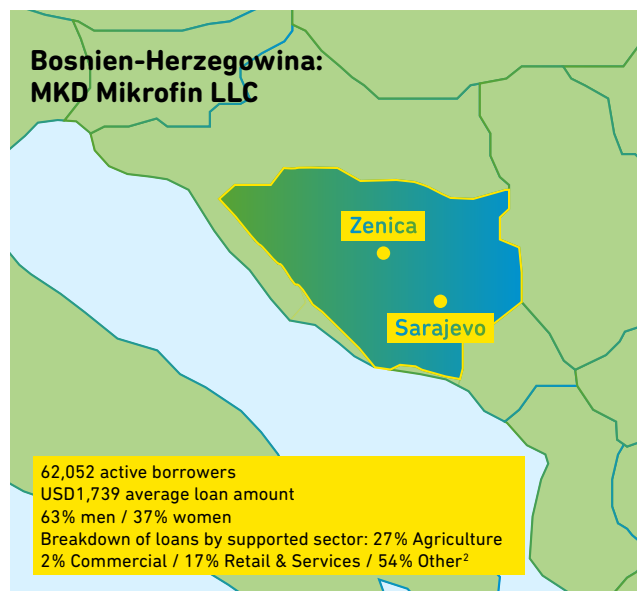 Bosnien-Herzegowina:
MKD Mikrofin LLC
Zenica
Sarajevo
62,052 active borrowers
USD1,739 average loan amount
63% men / 37% women
Breakdown of loans by supported sector: 27% Agriculture
2% Commercial / 17% Retail & Services / 54% Other²